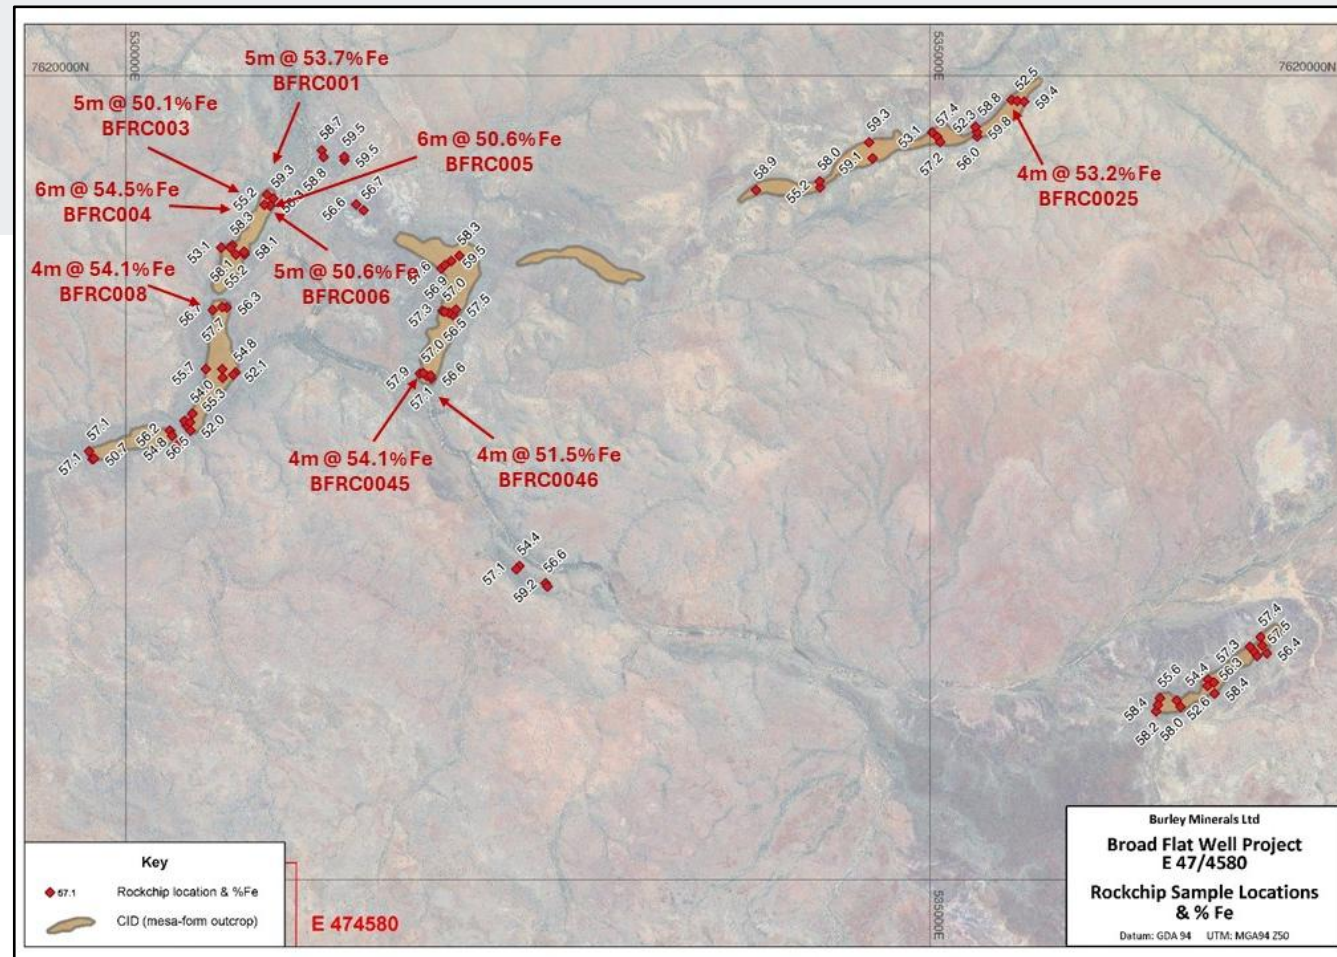 530000E
535000E
7620000N
7620000N
5m @ 53.7%Fe
BFRC001
5m @ 50.1%Fe
BFRC003
6m @ 50.6%Fe
BFRC005
6m @ 54.5%Fe
BFRC004
4m @ 53.2%Fe
BFRC0025
5m @ 50.6%Fe
BFRC006
4m @ 54.1%Fe
BFRC008
4m @ 54.1%Fe
BFRC0045
4m @ 51.5%Fe
BFRC0046
58.7
59.5
59.5
55.2
59.3
58.8
56.6
56.7
58.3
53.1
58.1
55.2
58.1
56.7
57.7
56.3
55.7
54.8
52.1
54.0
55.3
52.0
56.5
54.8
56.2
50.7
57.1
57.1
58.3
59.5
57.6
56.9
57.0
57.3
56.5
57.5
57.0
57.9
57.1
56.6
58.9
55.2
58.0
59.1
59.3
53.1
57.4
57.2
52.3
56.0
58.8
59.8
52.5
59.4
54.4
57.1
56.6
59.2
57.4
57.5
56.4
57.3
56.3
54.4
58.4
55.6
52.6
58.4
58.2
58.0
535000E
Key
57.1 Rockchip location & %Fe
CID (mesa-form outcrop)
E 474580
Burley Minerals Ltd
Broad Flat Well Project
E 47/4580
Rockchip Sample Locations
& % Fe
Datum: GDA 94 UTM: MGA94 Z50